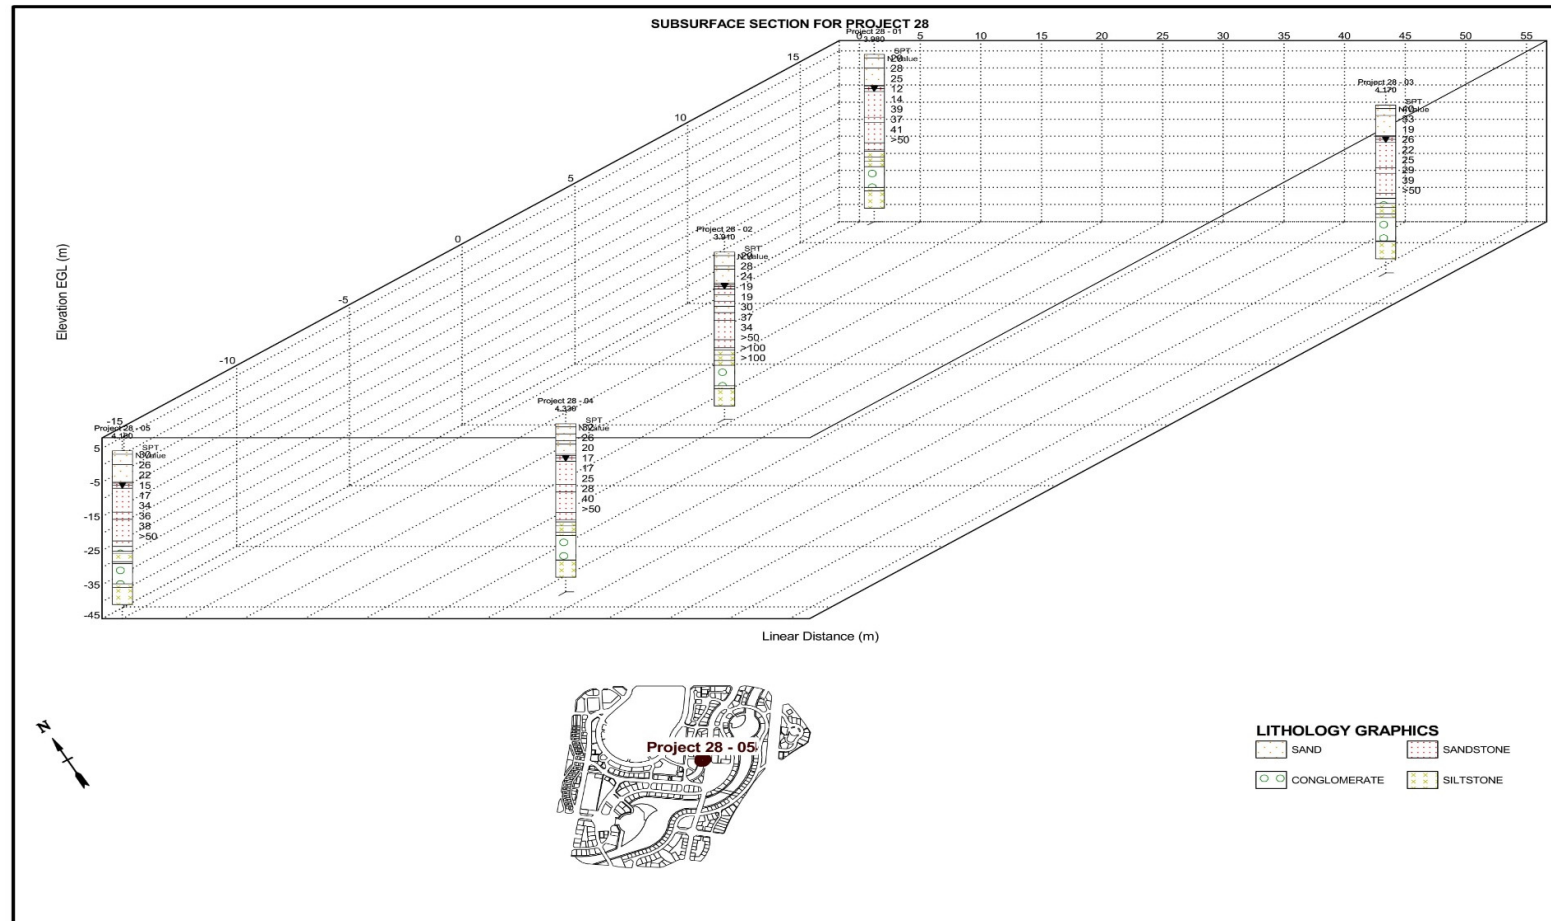 SUBSURFACE SECTION FOR PROJECT 28
0 5 10 15 20 25 30 35 40 45 50 55
15
10
5
0
-5
-10
-15
Elevation EGL (m)
5
-5
-15
-25
-35
-45
Project 28 - 01
3.980
SPT
N Value
28
25
12
14
39
37
41
>50
Project 28 - 03
4.170
SPT
N Value
33
19
26
22
25
29
39
>50
Project 28 - 02
3.910
SPT
N Value
28
24
19
19
30
37
34
>50
>100
>100
Project 28 - 04
SPT
N Value
26
20
17
17
25
28
40
>50
Project 28 - 05
SPT
N Value
26
22
15
17
34
36
38
>50
Linear Distance (m)
N
Project 28 - 05
LITHOLOGY GRAPHICS
SAND
SANDSTONE
CONGLOMERATE
SILTSTONE